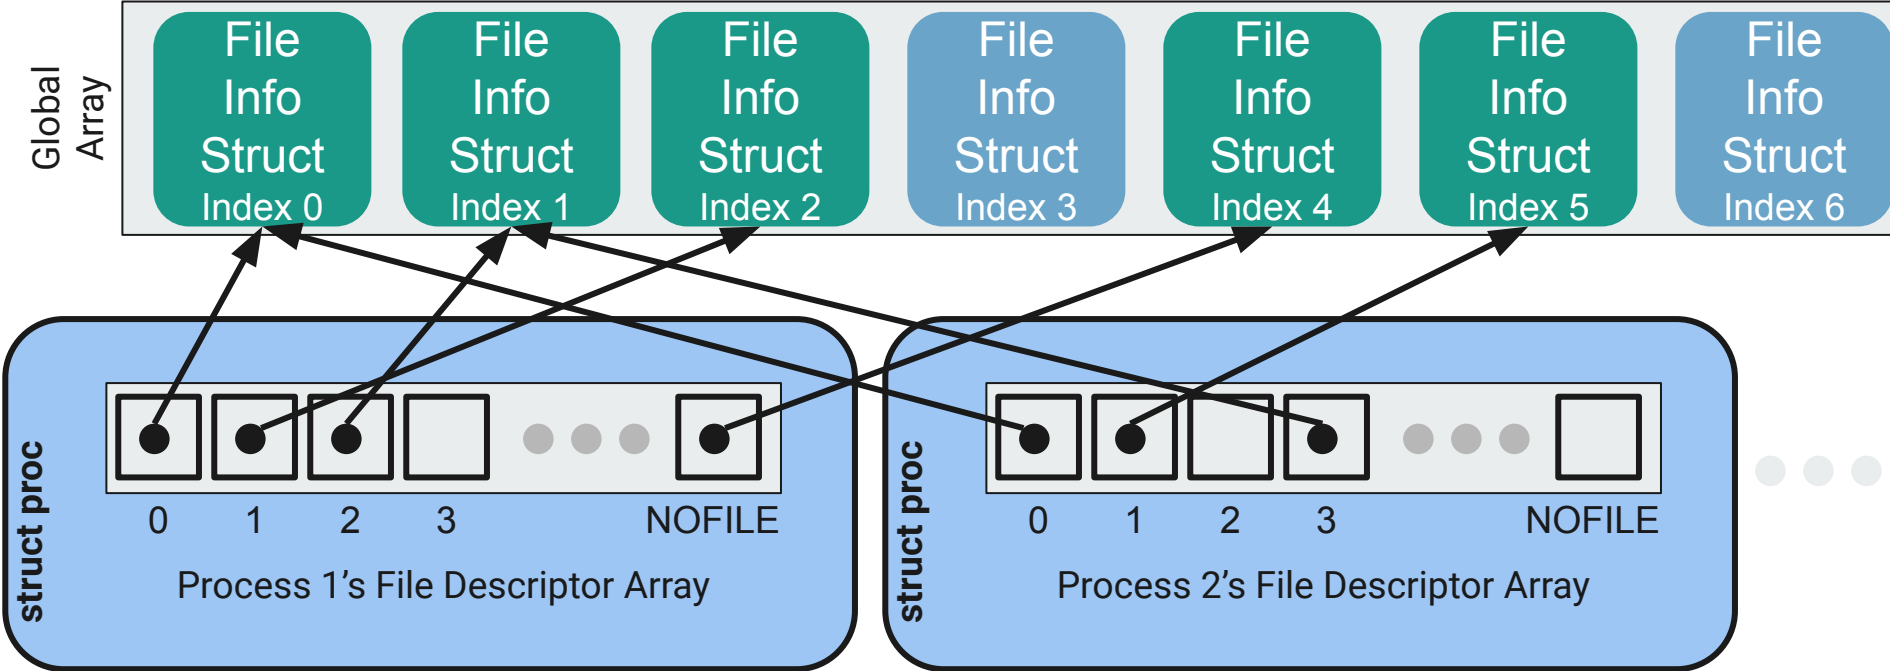 Global
Array
File
Info
Struct
Index 0
File
Info
Struct
Index 1
File
Info
Struct
Index 2
File
Info
Struct
Index 3
File
Info
Struct
Index 4
File
Info
Struct
Index 5
File
Info
Struct
Index 6
struct proc
0 1 2 3 NOFILE
Process 1’s File Descriptor Array
struct proc
0 1 2 3 NOFILE
Process 2’s File Descriptor Array